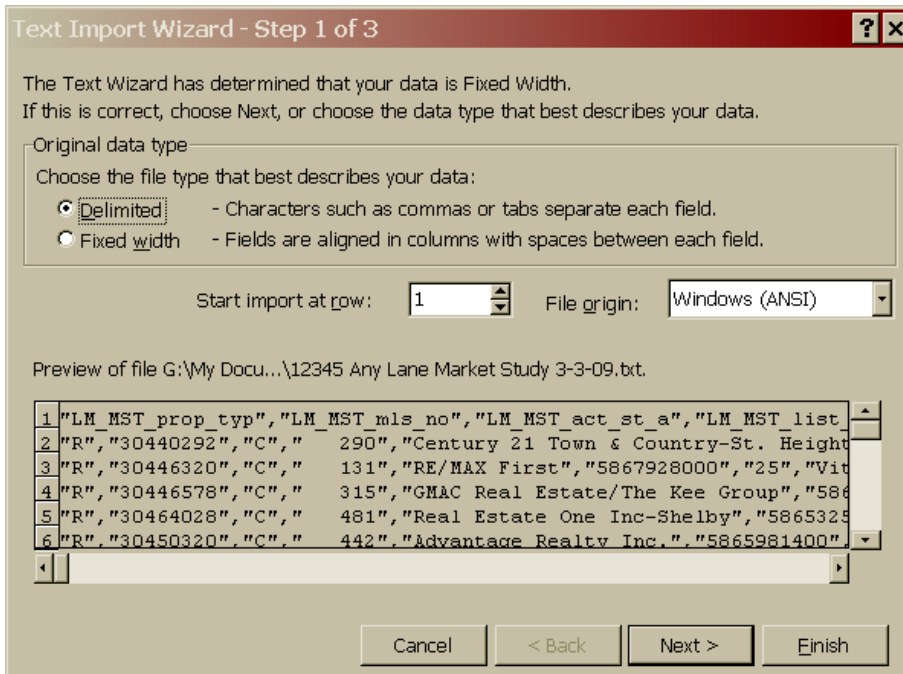 Text Import Wizard - Step 1 of 3
The Text Wizard has determined that your data is Fixed Width.
If this is correct, choose Next, or choose the data type that best describes your data.
Original data type
Choose the file type that best describes your data:
Delimited - Characters such as commas or tabs separate each field.
Fixed width - Fields are aligned in columns with spaces between each field.
Start import at row: 1 File origin: Windows (ANSI)
Preview of file G:\My Docu...\12345 Any Lane Market Study 3-3-09.txt.
1 "LM_MST_prop_typ","LM_MST_mls_no","LM_MST_act_st_a","LM_MST_list_
2 "R","30440292","C","   290","Century 21 Town & Country-St. Height
3 "R","30446320","C","   131","RE/MAX First","5867928000","25","Vit
4 "R","30446578","C","   315","GMAC Real Estate/The Kee Group","586
5 "R","30464028","C","   481","Real Estate One Inc-Shelby","5865325
6 "R","30450320","C","   442","Advantage Realty Inc.","5865981400",
Cancel < Back Next > Finish